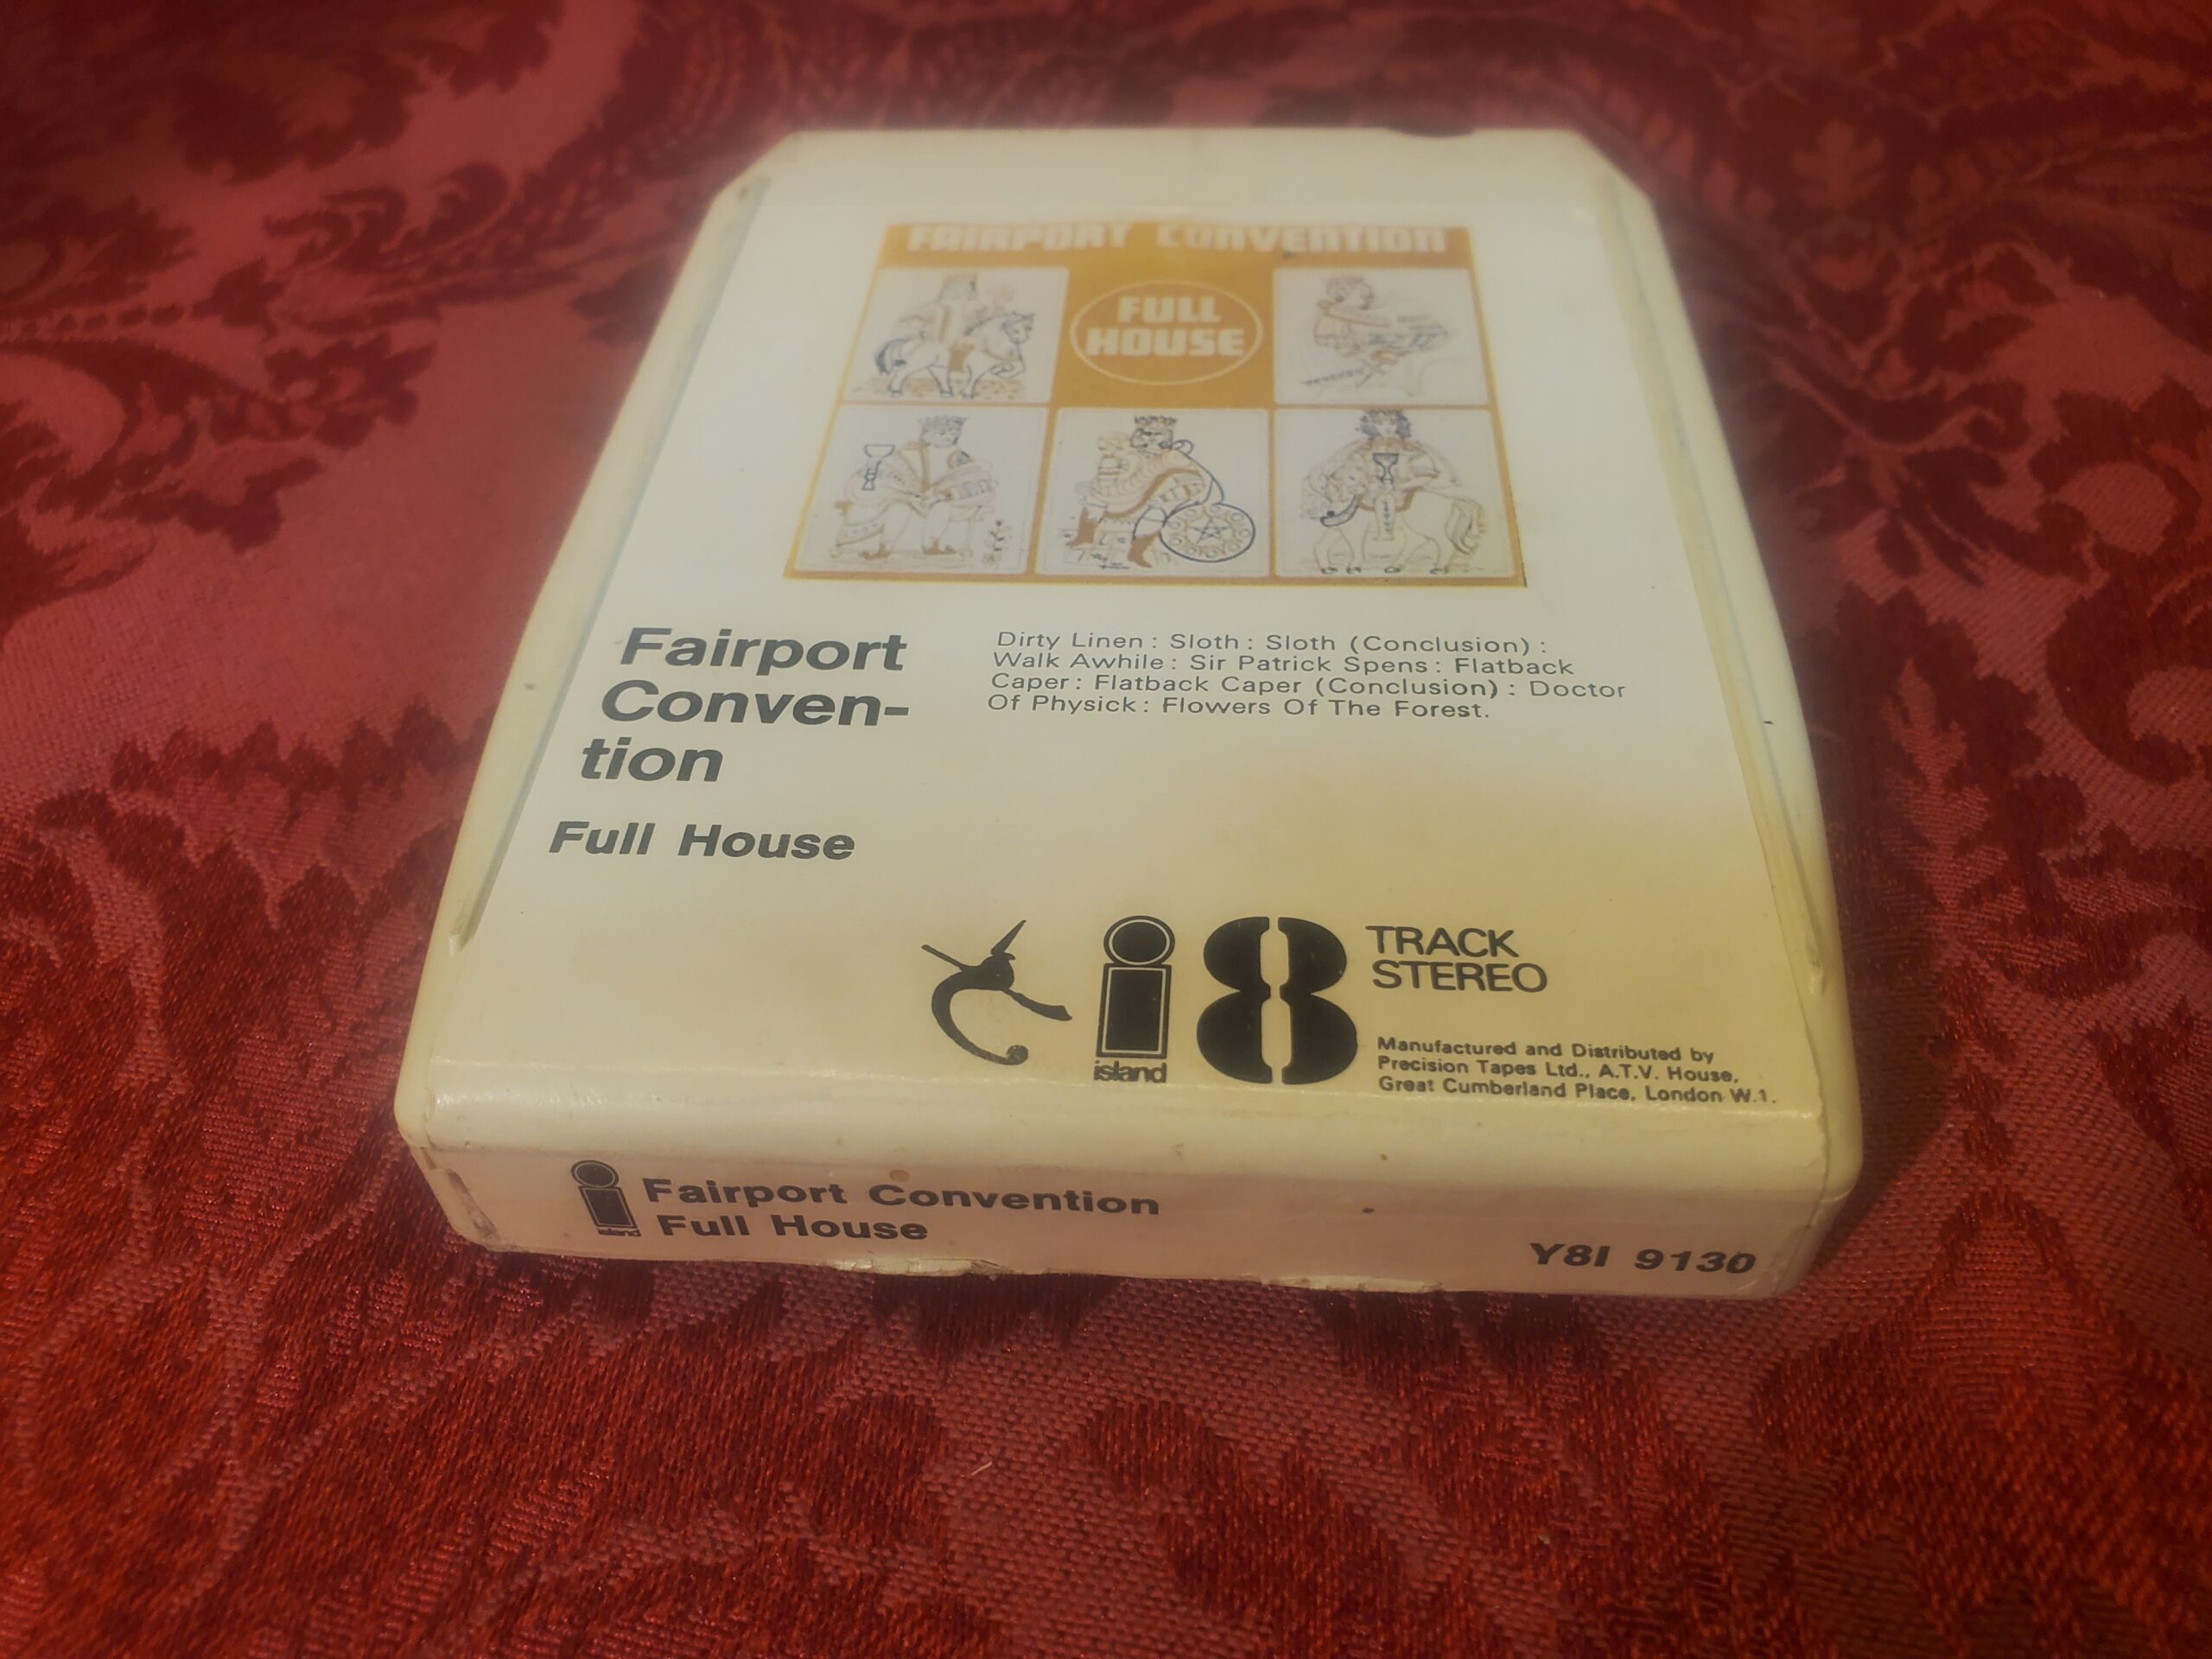 FAIRPORT CONVENTION
FULL
HOUSE
Fairport
Conven-
tion
Full House
Dirty Linen : Sloth : Sloth (Conclusion) :
Walk Awhile : Sir Patrick Spens : Flatback
Caper : Flatback Caper (Conclusion) : Doctor
Of Physick : Flowers Of The Forest.
i8
TRACK
STEREO
island
Manufactured and Distributed by
Precision Tapes Ltd., A.T.V. House,
Great Cumberland Place, London W.1.
i
island
Fairport Convention
Full House
Y8I 9130